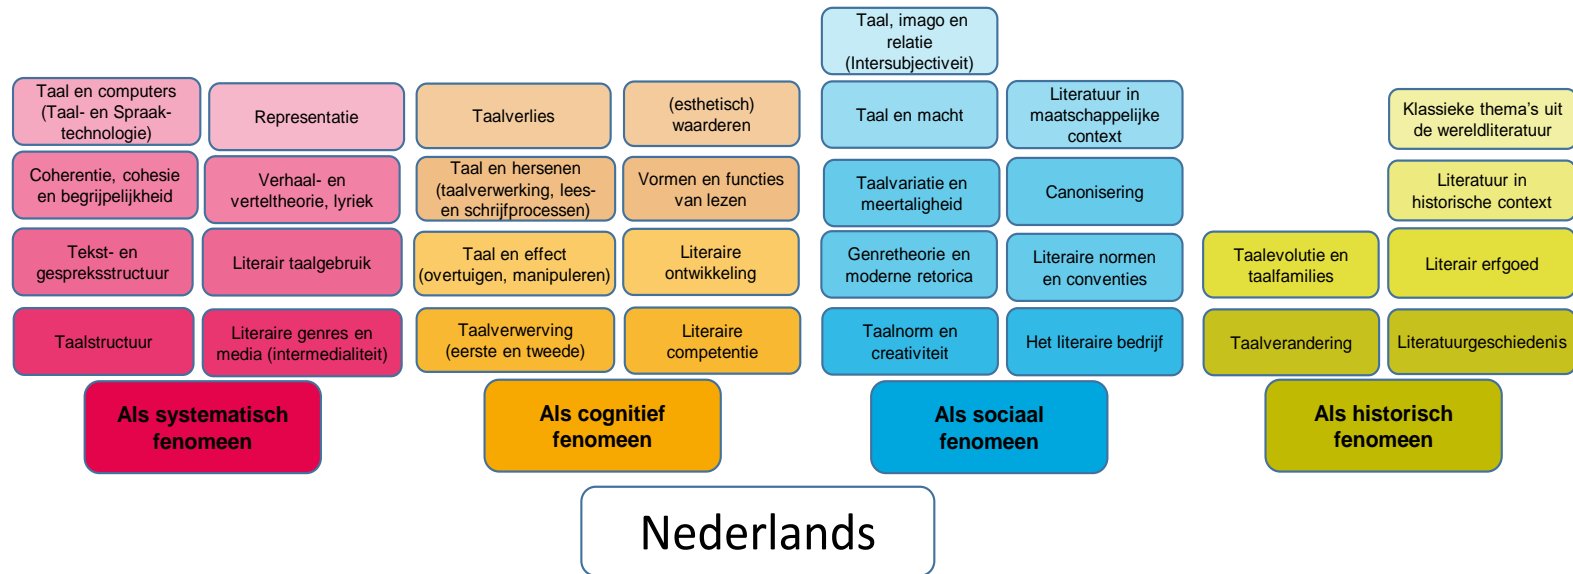 Taal, imago en
relatie
(Intersubjectiveit)
Taal en computers
(Taal- en Spraak-
technologie)
Representatie
Taalverlies
(esthetisch)
waarderen
Taal en macht
Literatuur in
maatschappelijke
context
Klassieke thema's uit
de wereldliteratuur
Coherentie, cohesie
en begrijpelijkheid
Verhaal- en
verteltheorie, lyriek
Taal en hersenen
(taalverwerking, lees-
en schrijfprocessen)
Vormen en functies
van lezen
Taalvariatie en
meertaligheid
Canonisering
Literatuur in
historische context
Tekst- en
gespreksstructuur
Literair taalgebruik
Taal en effect
(overtuigen, manipuleren)
Literaire
ontwikkeling
Genretheorie en
moderne retorica
Literaire normen
en conventies
Taalevolutie en
taalfamilies
Literair erfgoed
Taalstructuur
Literaire genres en
media (intermedialiteit)
Taalverwerving
(eerste en tweede)
Literaire
competentie
Taalnorm en
creativiteit
Het literaire bedrijf
Taalverandering
Literatuurgeschiedenis
Als systematisch
fenomeen
Als cognitief
fenomeen
Als sociaal
fenomeen
Als historisch
fenomeen
Nederlands